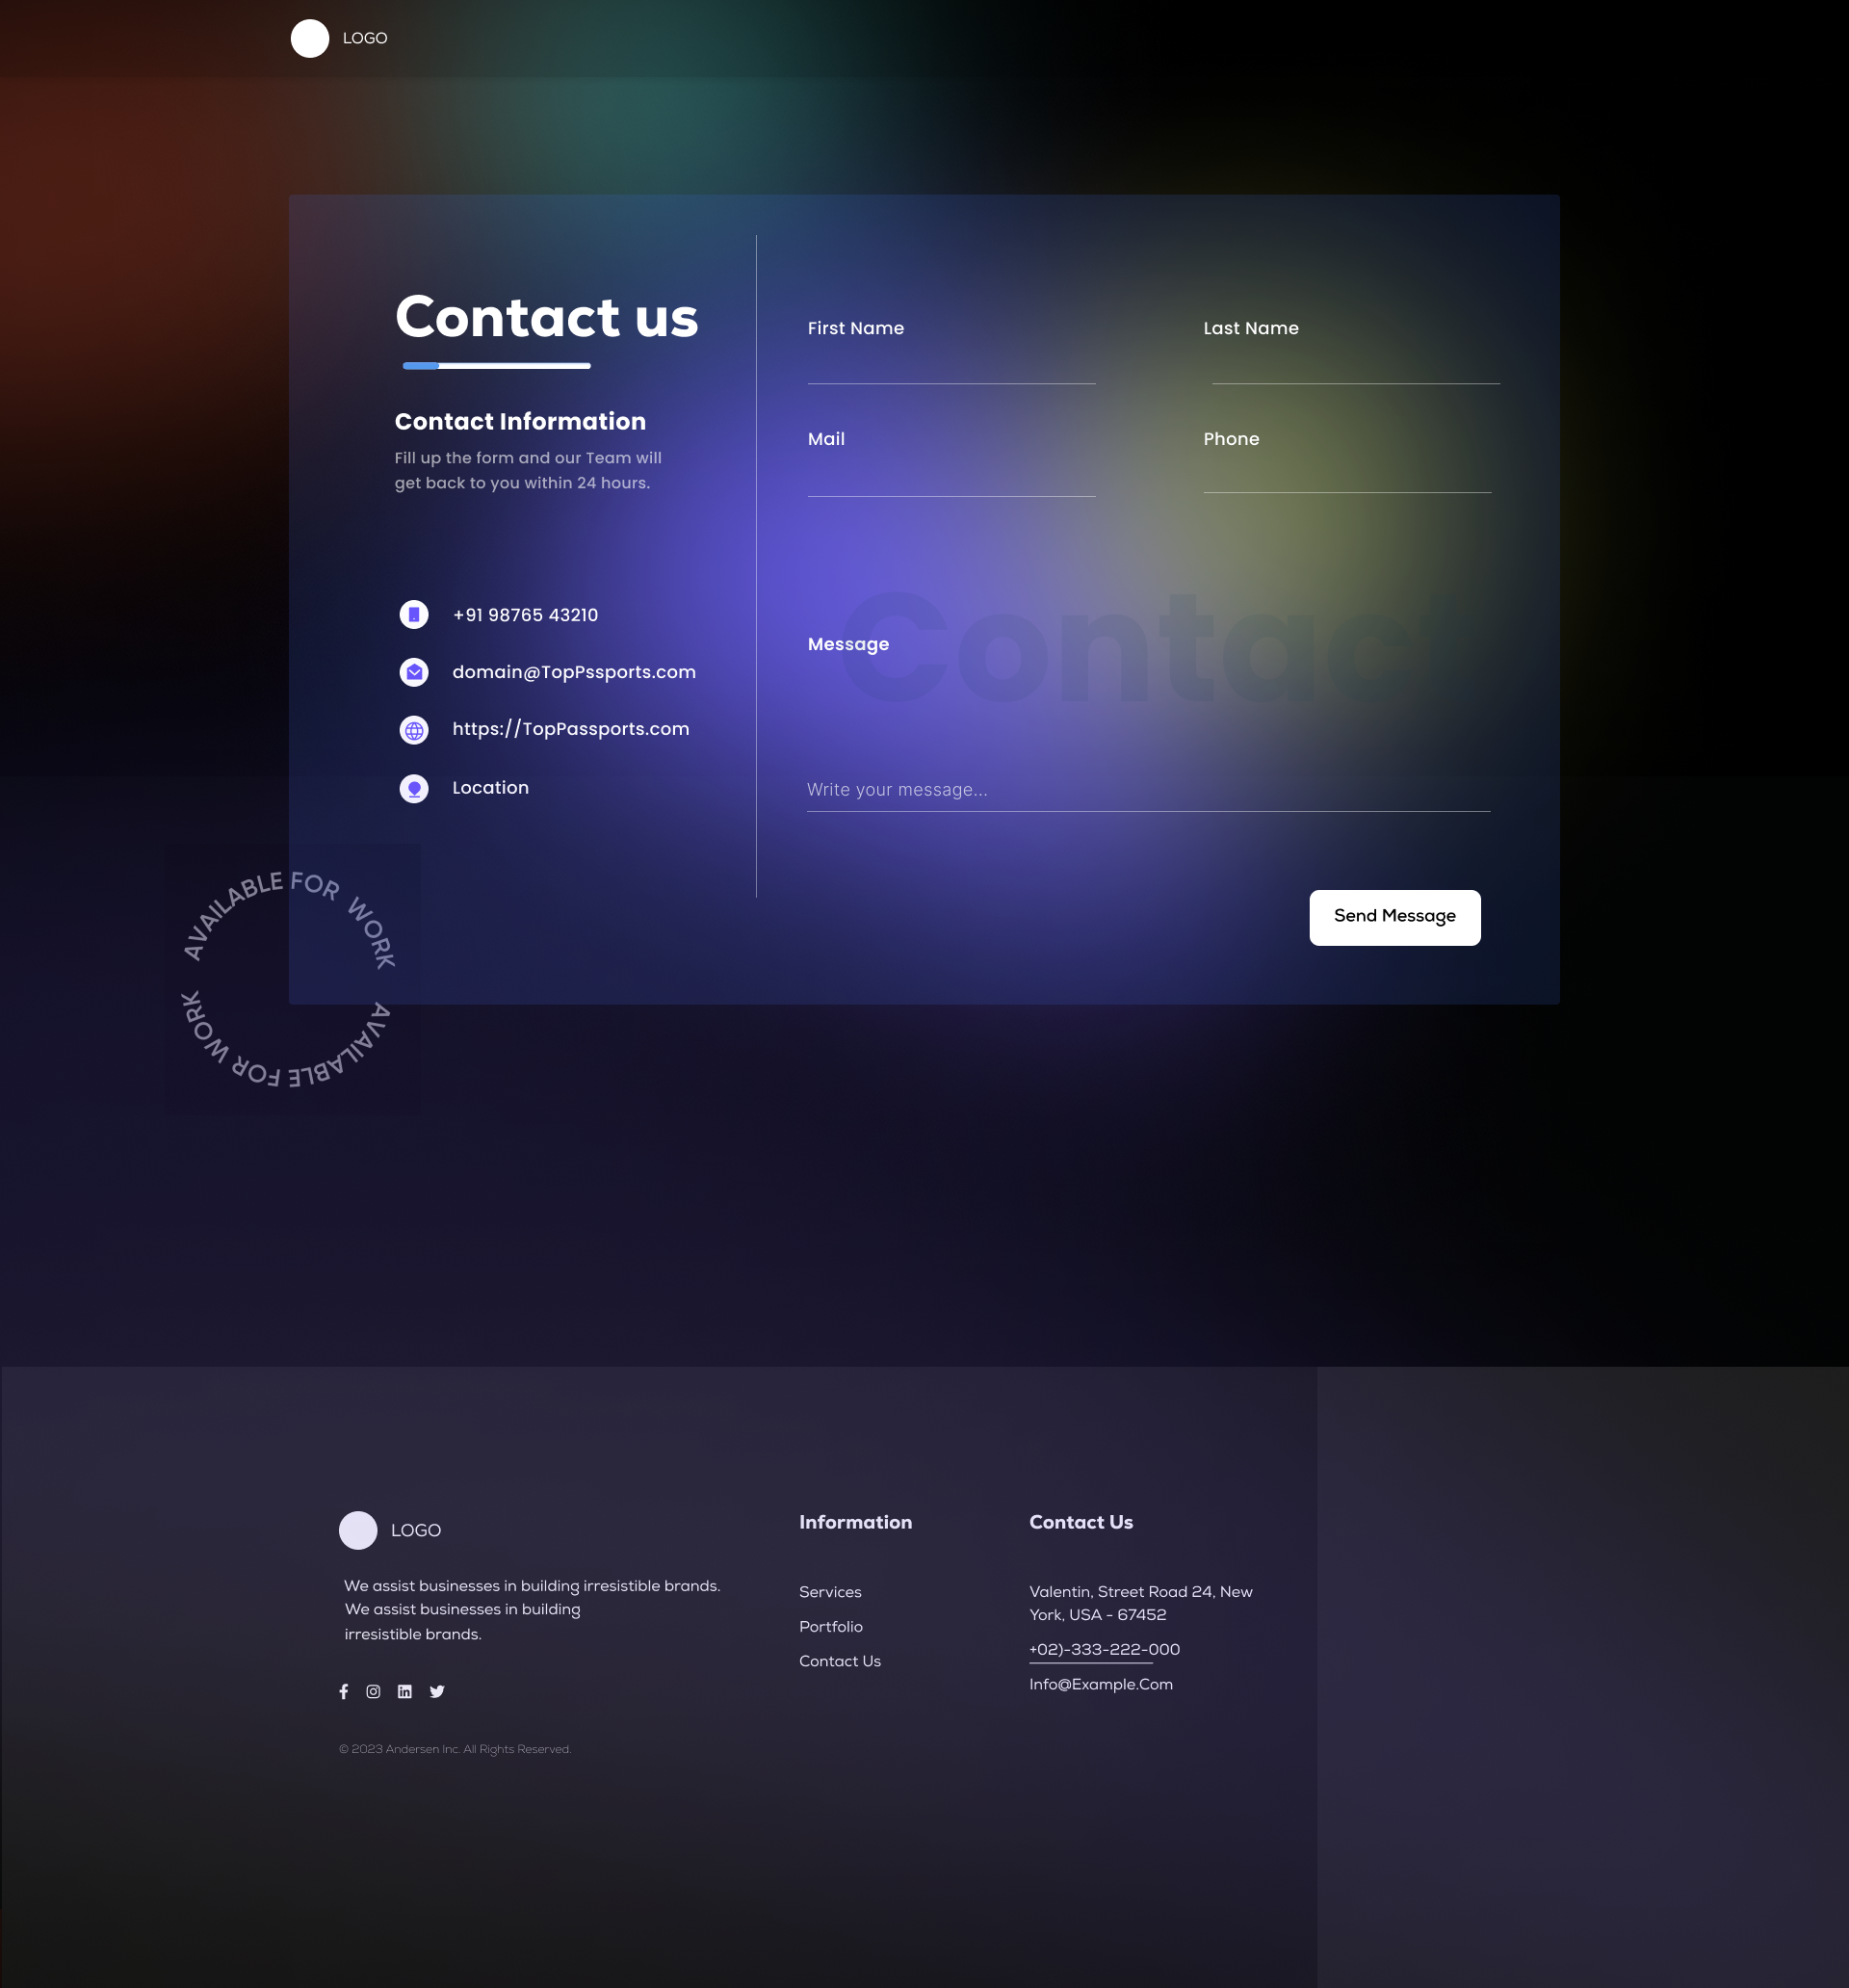 LOGO
Contact us
Contact Information
Fill up the form and our Team will
get back to you within 24 hours.
+91 98765 43210
domain@TopPssports.com
https://TopPassports.com
Location
First Name
Last Name
Mail
Phone
Contact
Message
Write your message...
Send Message
AVAILABLE FOR WORK
AVAILABLE FOR WORK
LOGO
We assist businesses in building irresistible brands.
We assist businesses in building
irresistible brands.
© 2023 Andersen Inc. All Rights Reserved.
Information
Services
Portfolio
Contact Us
Contact Us
Valentin, Street Road 24, New
York, USA - 67452
+02)-333-222-000
Info@Example.Com